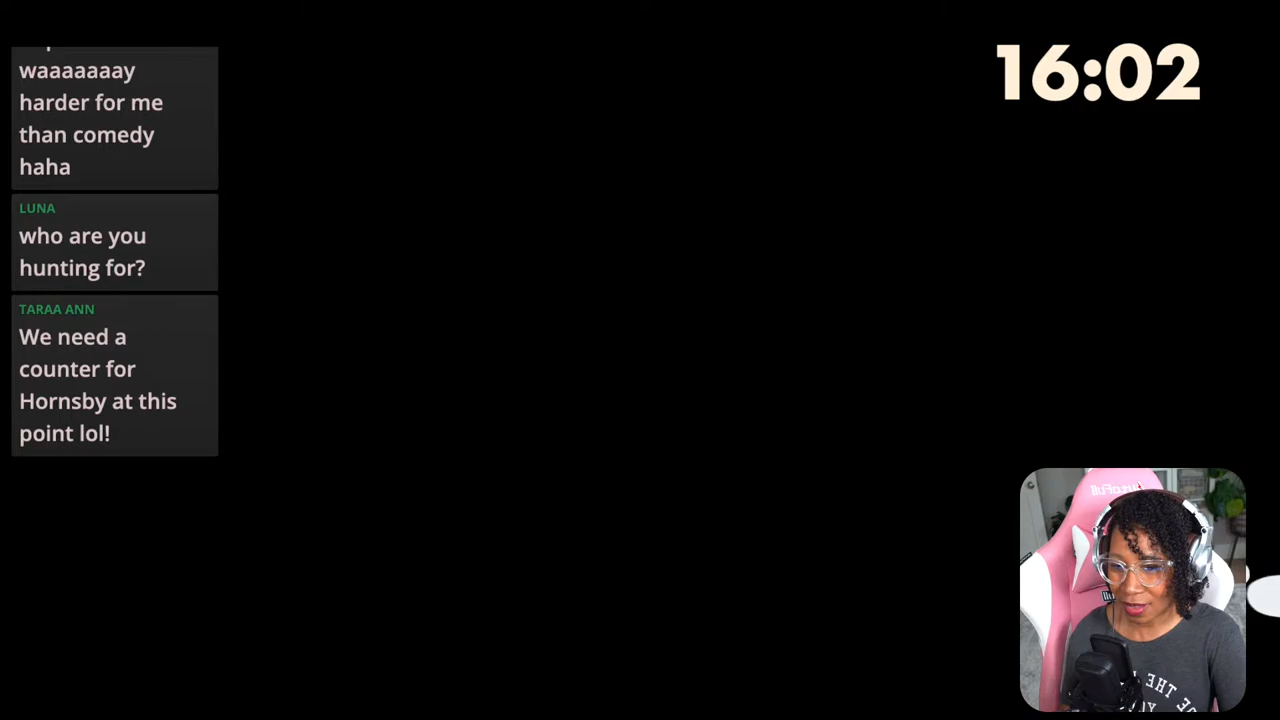 waaaaaaay
harder for me
than comedy
haha
LUNA
who are you
hunting for?
TARAA ANN
We need a
counter for
Hornsby at this
point lol!
16:02
THE